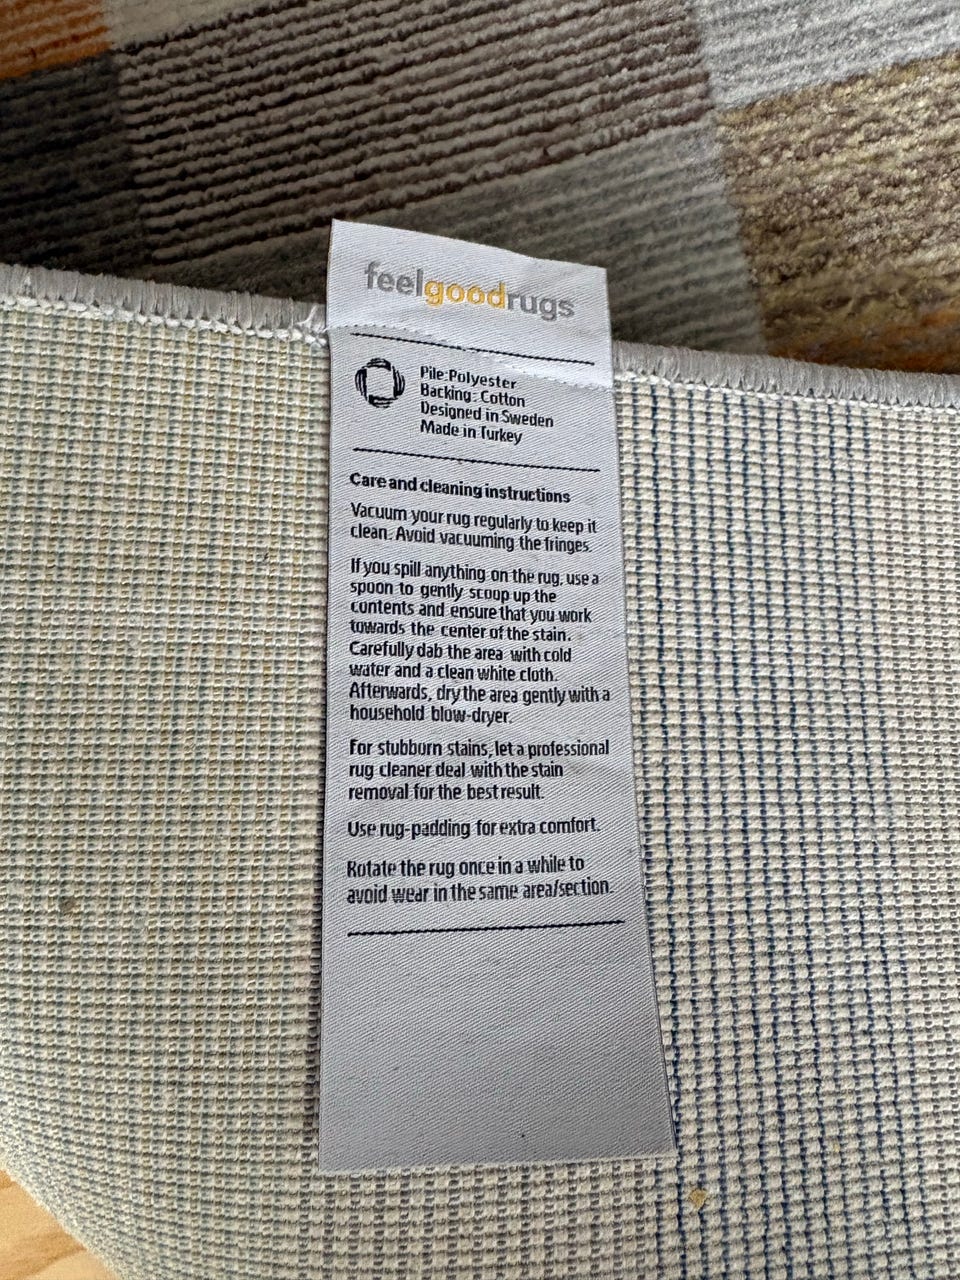 feelgoodrugs
Pile: Polyester
Backing: Cotton
Designed in Sweden
Made in Turkey
Care and cleaning instructions
Vacuum your rug regularly to keep it
clean. Avoid vacuuming the fringes.
If you spill anything on the rug, use a
spoon to gently scoop up the
contents and ensure that you work
towards the center of the stain.
Carefully dab the area with cold
water and a clean white cloth.
Afterwards, dry the area gently with a
household blow-dryer.
For stubborn stains, let a professional
rug cleaner deal with the stain
removal for the best result.
Use rug-padding for extra comfort.
Rotate the rug once in a while to
avoid wear in the same area/section.